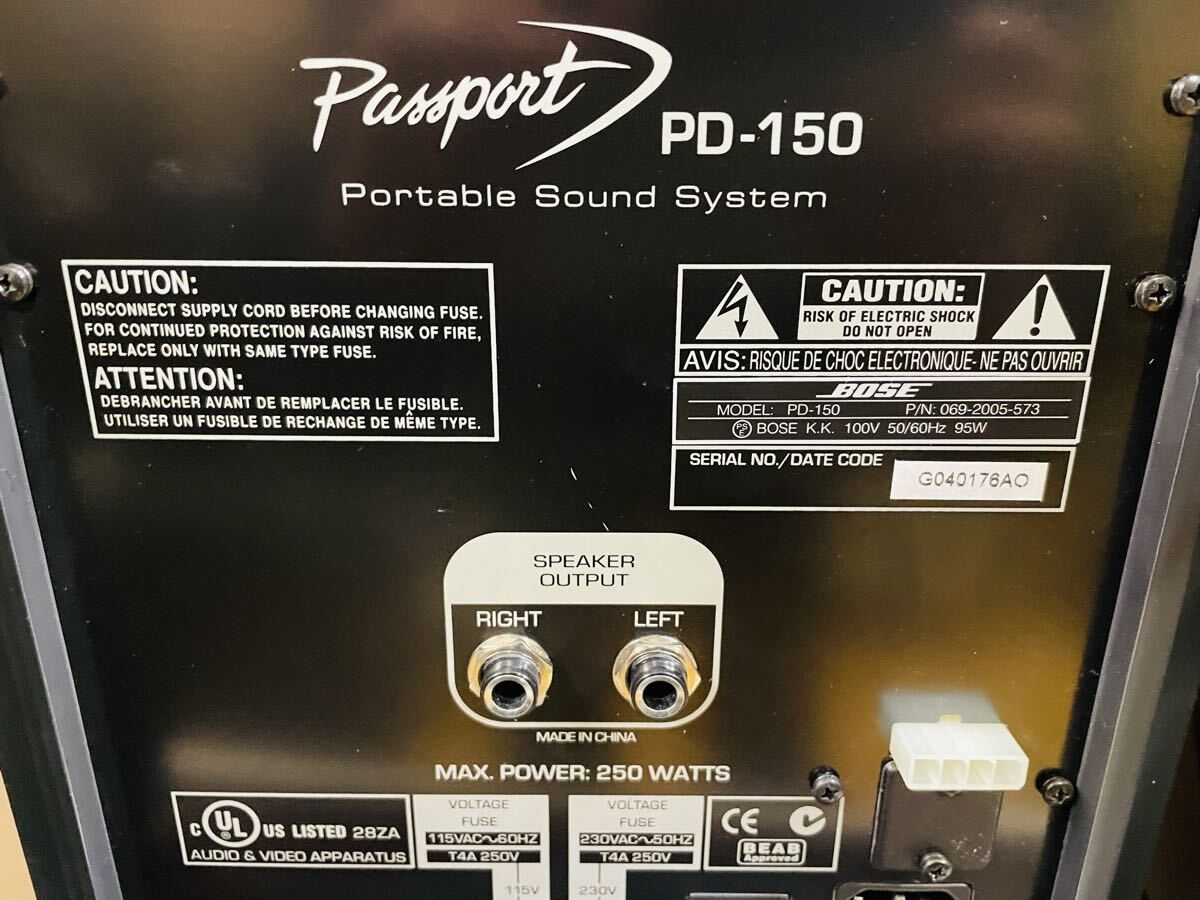 Passport PD-150
Portable Sound System
CAUTION:
DISCONNECT SUPPLY CORD BEFORE CHANGING FUSE.
FOR CONTINUED PROTECTION AGAINST RISK OF FIRE,
REPLACE ONLY WITH SAME TYPE FUSE.
ATTENTION:
DEBRANCHER AVANT DE REMPLACER LE FUSIBLE.
UTILISER UN FUSIBLE DE RECHANGE DE MÊME TYPE.
CAUTION:
RISK OF ELECTRIC SHOCK
DO NOT OPEN
AVIS: RISQUE DE CHOC ELECTRONIQUE- NE PAS OUVRIR
BOSE
MODEL: PD-150 P/N: 069-2005-573
PS E BOSE K.K. 100V 50/60Hz 95W
SERIAL NO./DATE CODE G040176AO
SPEAKER
OUTPUT
RIGHT LEFT
MADE IN CHINA
MAX. POWER: 250 WATTS
C UL US LISTED 28ZA
AUDIO & VIDEO APPARATUS
VOLTAGE
FUSE
115VAC~60HZ
T4A 250V
115V
VOLTAGE
FUSE
230VAC~50HZ
T4A 250V
230V
CE
BEAB
Approved